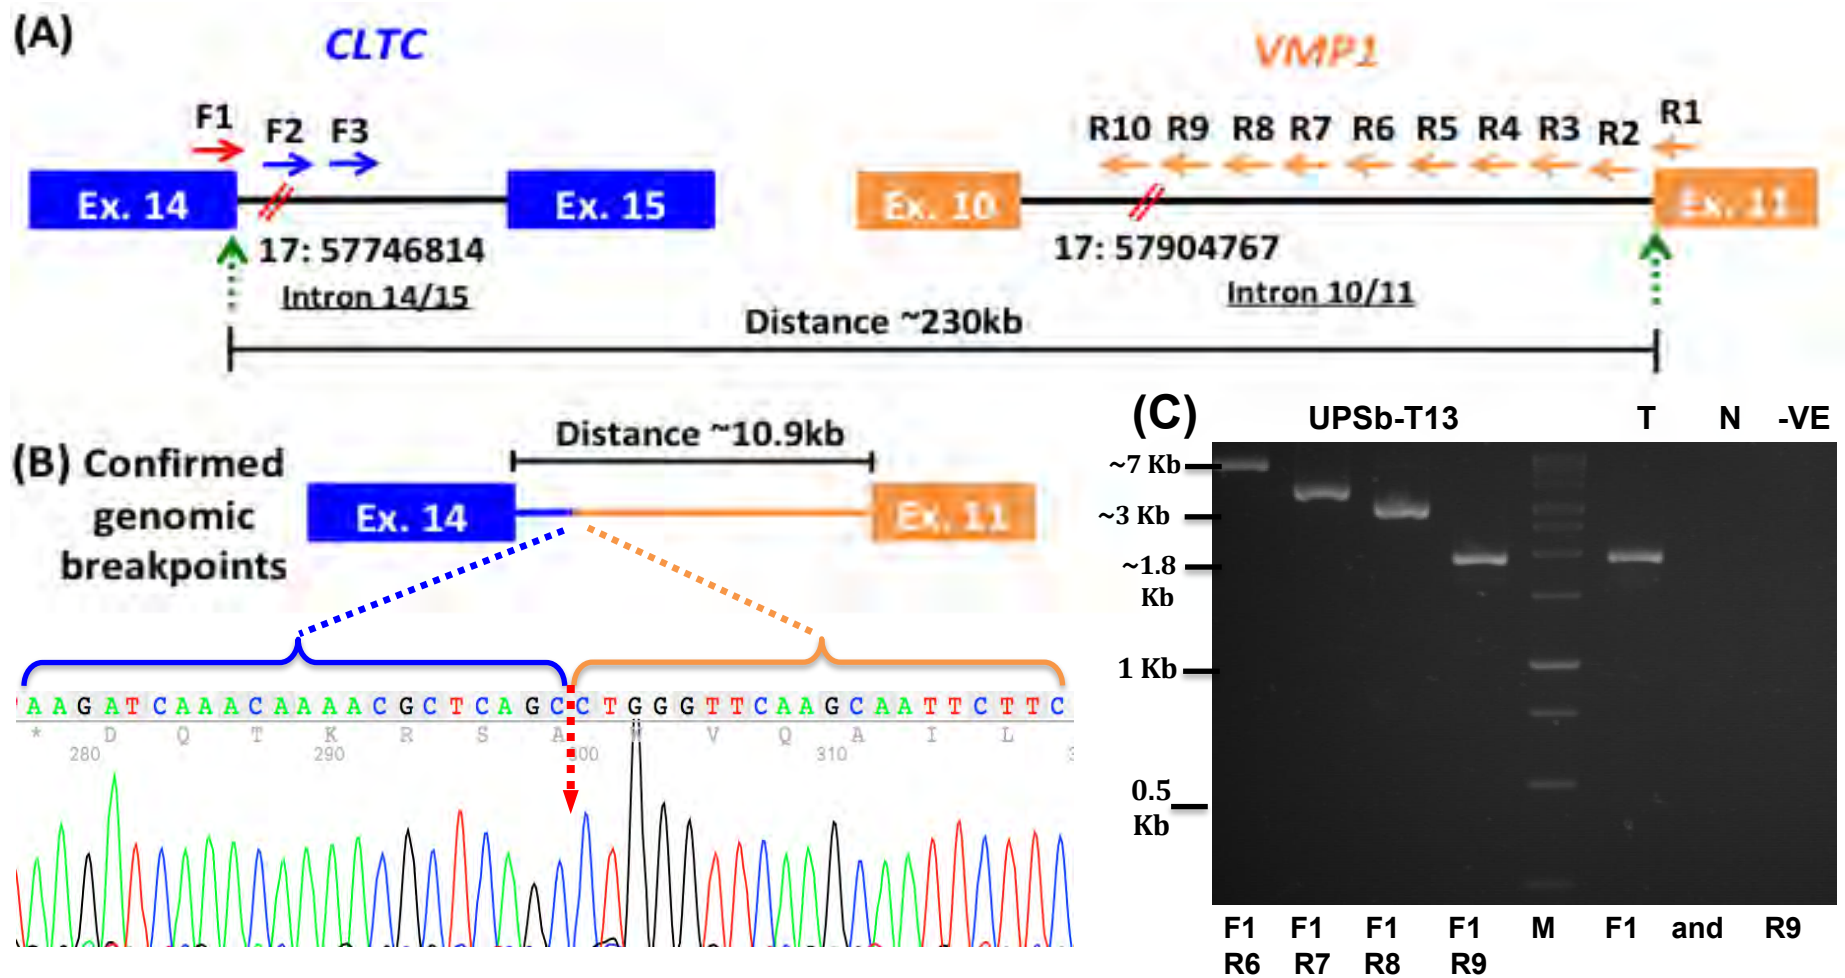 (A)
CLTC
VMP1
F1 F2 F3
R10 R9 R8 R7 R6 R5 R4 R3 R2 R1
Ex. 14 Ex. 15 Ex. 10 Ex. 11
17: 57746814 17: 57904767
Intron 14/15 Intron 10/11
Distance ~230kb
(B) Confirmed
genomic
breakpoints
Distance ~10.9kb
Ex. 14 Ex. 11
A A G A T C A A A C A A A A C G C T C A G C C T G G G T T C A A G C A A T T C T T C
* D Q T K R S A W V Q A I L
280 290 300 310 3
(C) UPSb-T13 T N -VE
~7 Kb
~3 Kb
~1.8
Kb
1 Kb
0.5
Kb
F1 F1 F1 F1 M F1 and R9
R6 R7 R8 R9